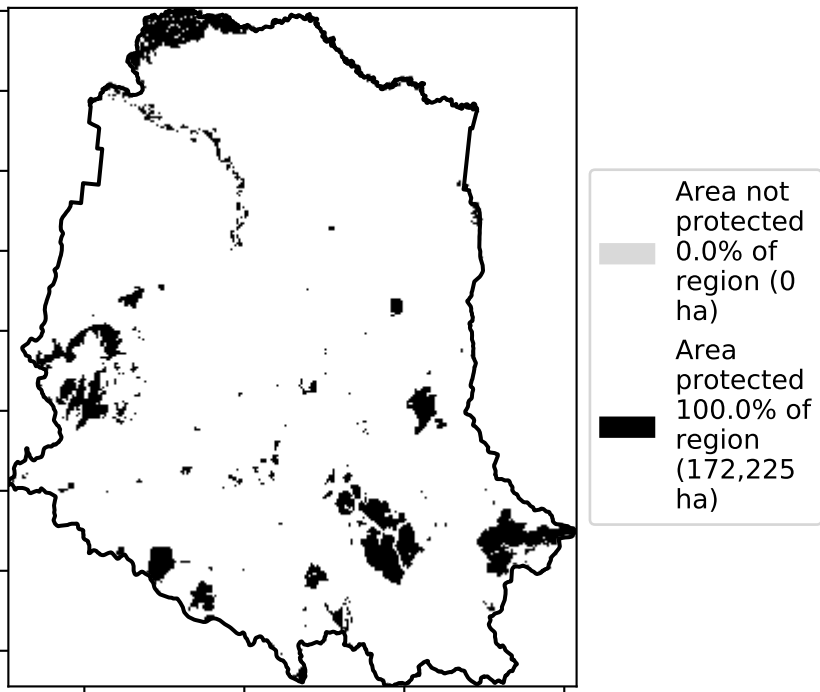 Area not
protected
0.0% of
region (0
ha)
Area
protected
100.0% of
region
(172,225
ha)